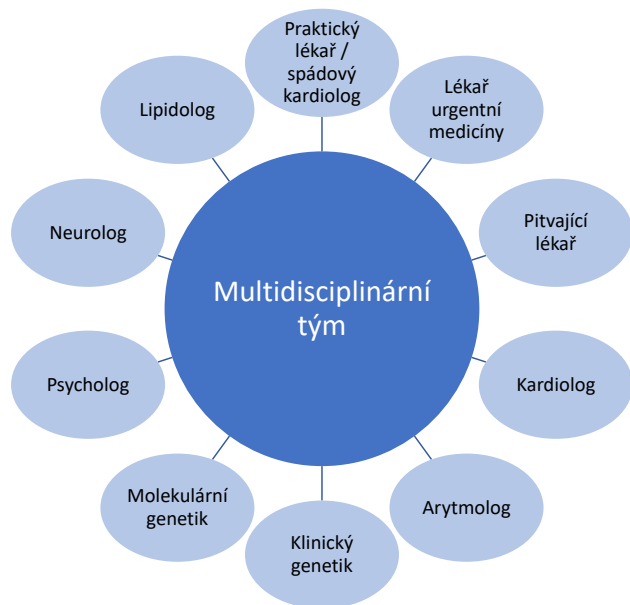 Praktický
lékař /
spádový
kardiolog
Lékař
urgentní
medicíny
Pitvající
lékař
Kardiolog
Arytmolog
Klinický
genetik
Molekulární
genetik
Psycholog
Neurolog
Lipidolog
Multidisciplinární
tým